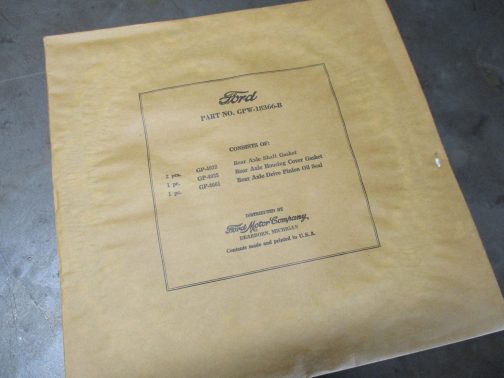 Ford
PART NO. GPW-18366-B
CONSISTS OF:
2 pcs. GP-4032 Rear Axle Shaft Gasket
1 pc. GP-4035 Rear Axle Housing Cover Gasket
1 pc. GP-4661 Rear Axle Drive Pinion Oil Seal
DISTRIBUTED BY
Ford Motor Company,
DEARBORN, MICHIGAN
Contents made and printed in U.S.A.